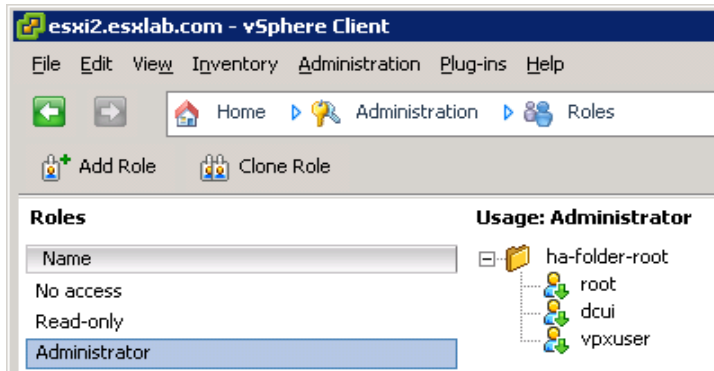 esxi2.esxlab.com - vSphere Client
File Edit View Inventory Administration Plug-ins Help
Home Administration Roles
Add Role Clone Role
Roles Usage: Administrator
Name
ha-folder-root
No access
root
Read-only
dcui
Administrator
vpxuser